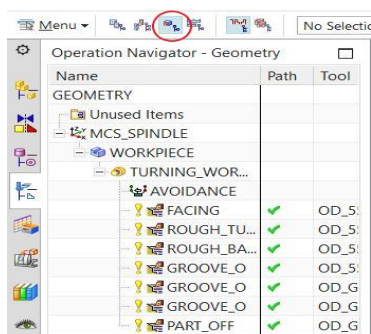 Menu No Selectio
Operation Navigator - Geometry
Name Path Tool
GEOMETRY
Unused Items
MCS_SPINDLE
WORKPIECE
TURNING_WOR...
AVOIDANCE
FACING OD_5
ROUGH_TU... OD_5
ROUGH_BA... OD_5
GROOVE_O OD_5
GROOVE_O OD_G
GROOVE_O OD_G
PART_OFF OD_G